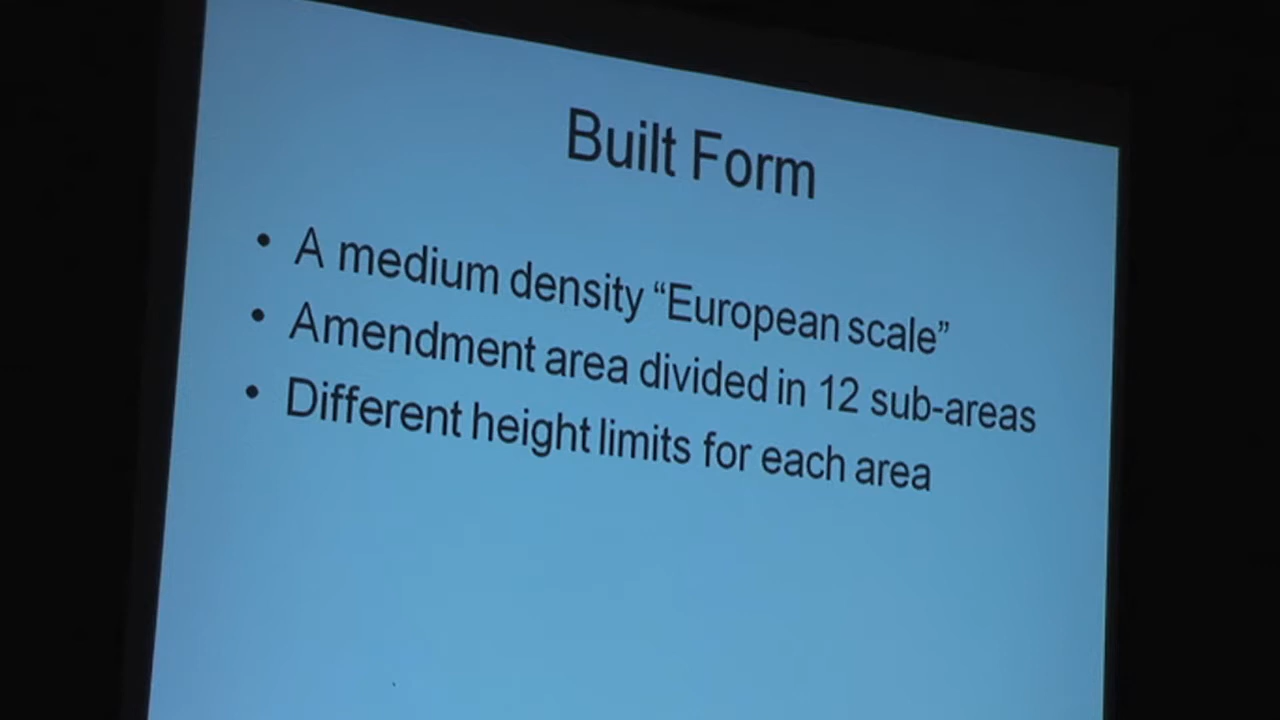 Built Form
• A medium density “European scale”
• Amendment area divided in 12 sub-areas
• Different height limits for each area